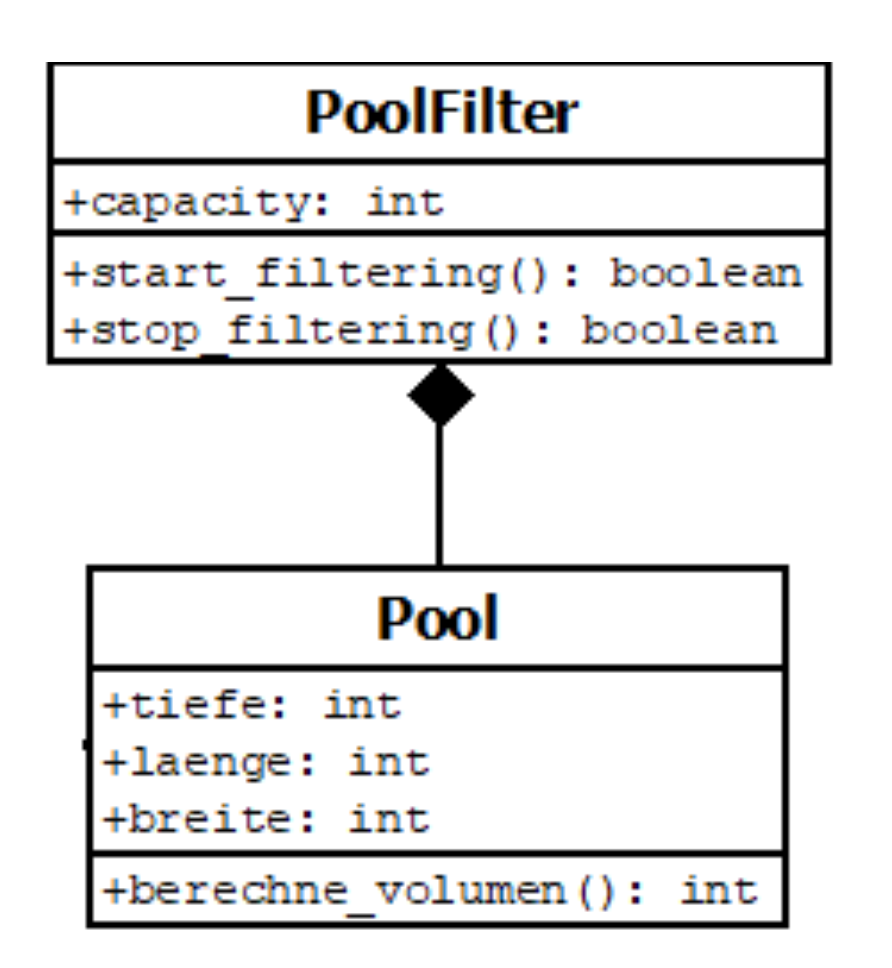 PoolFilter
+capacity: int
+start_filtering(): boolean
+stop_filtering(): boolean
Pool
+tiefe: int
+laenge: int
+breite: int
+berechne_volumen(): int